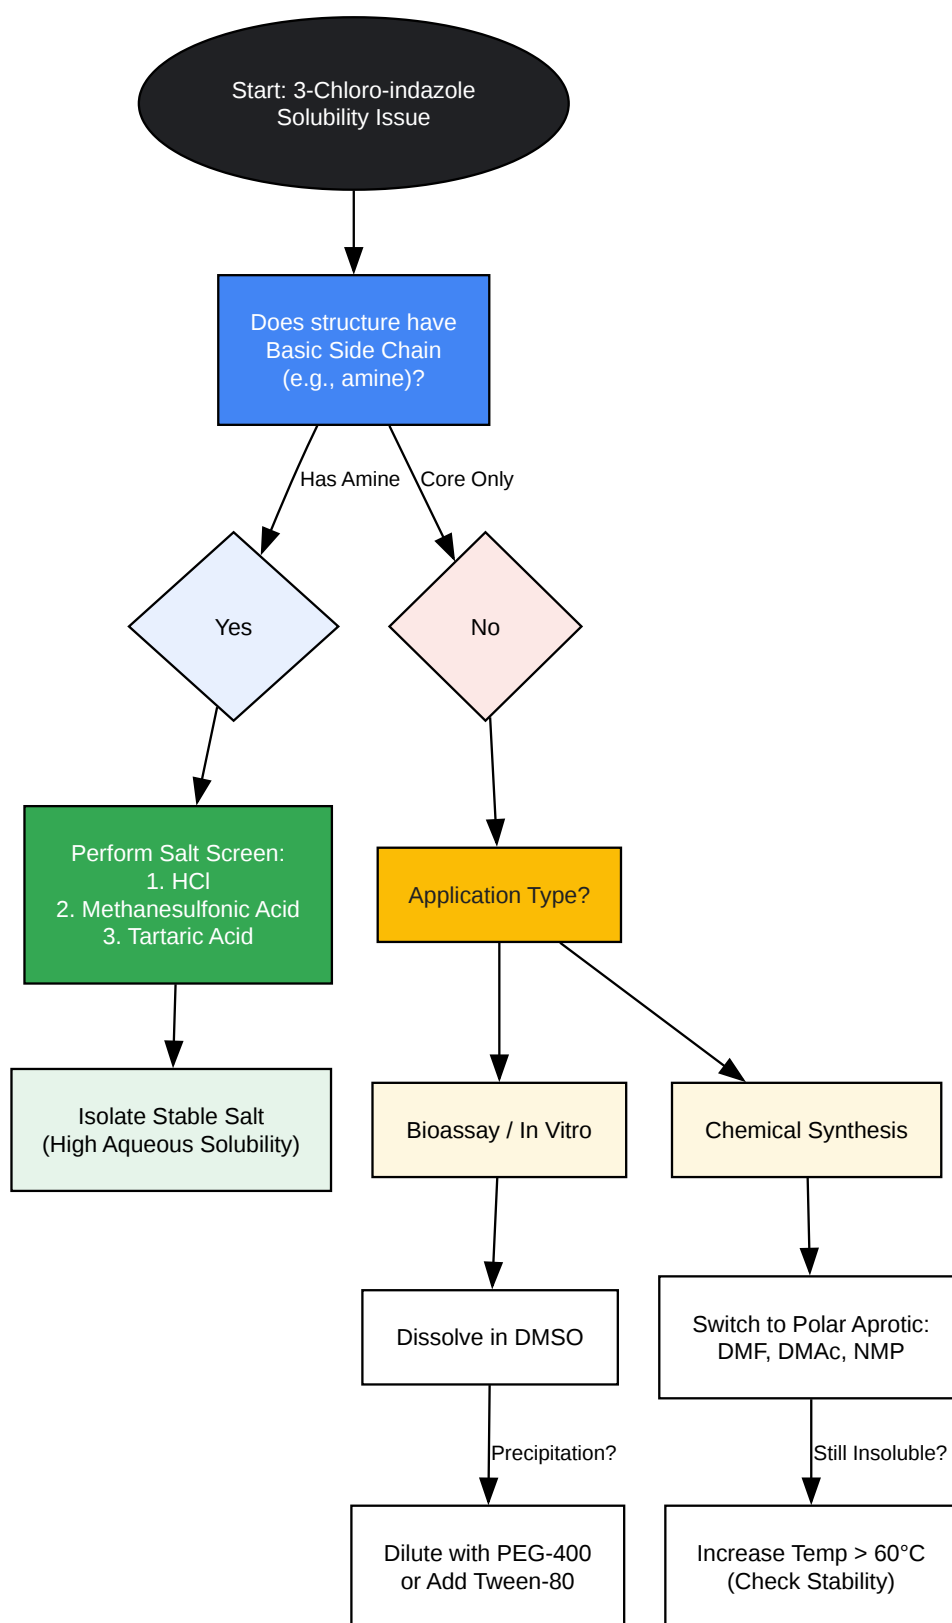 Start: 3-Chloro-indazole
Solubility Issue
Does structure have
Basic Side Chain
(e.g., amine)?
Has Amine
Core Only
Yes
No
Perform Salt Screen:
1. HCl
2. Methanesulfonic Acid
3. Tartaric Acid
Application Type?
Isolate Stable Salt
(High Aqueous Solubility)
Bioassay / In Vitro
Chemical Synthesis
Dissolve in DMSO
Switch to Polar Aprotic:
DMF, DMAc, NMP
Precipitation?
Still Insoluble?
Dilute with PEG-400
or Add Tween-80
Increase Temp > 60°C
(Check Stability)